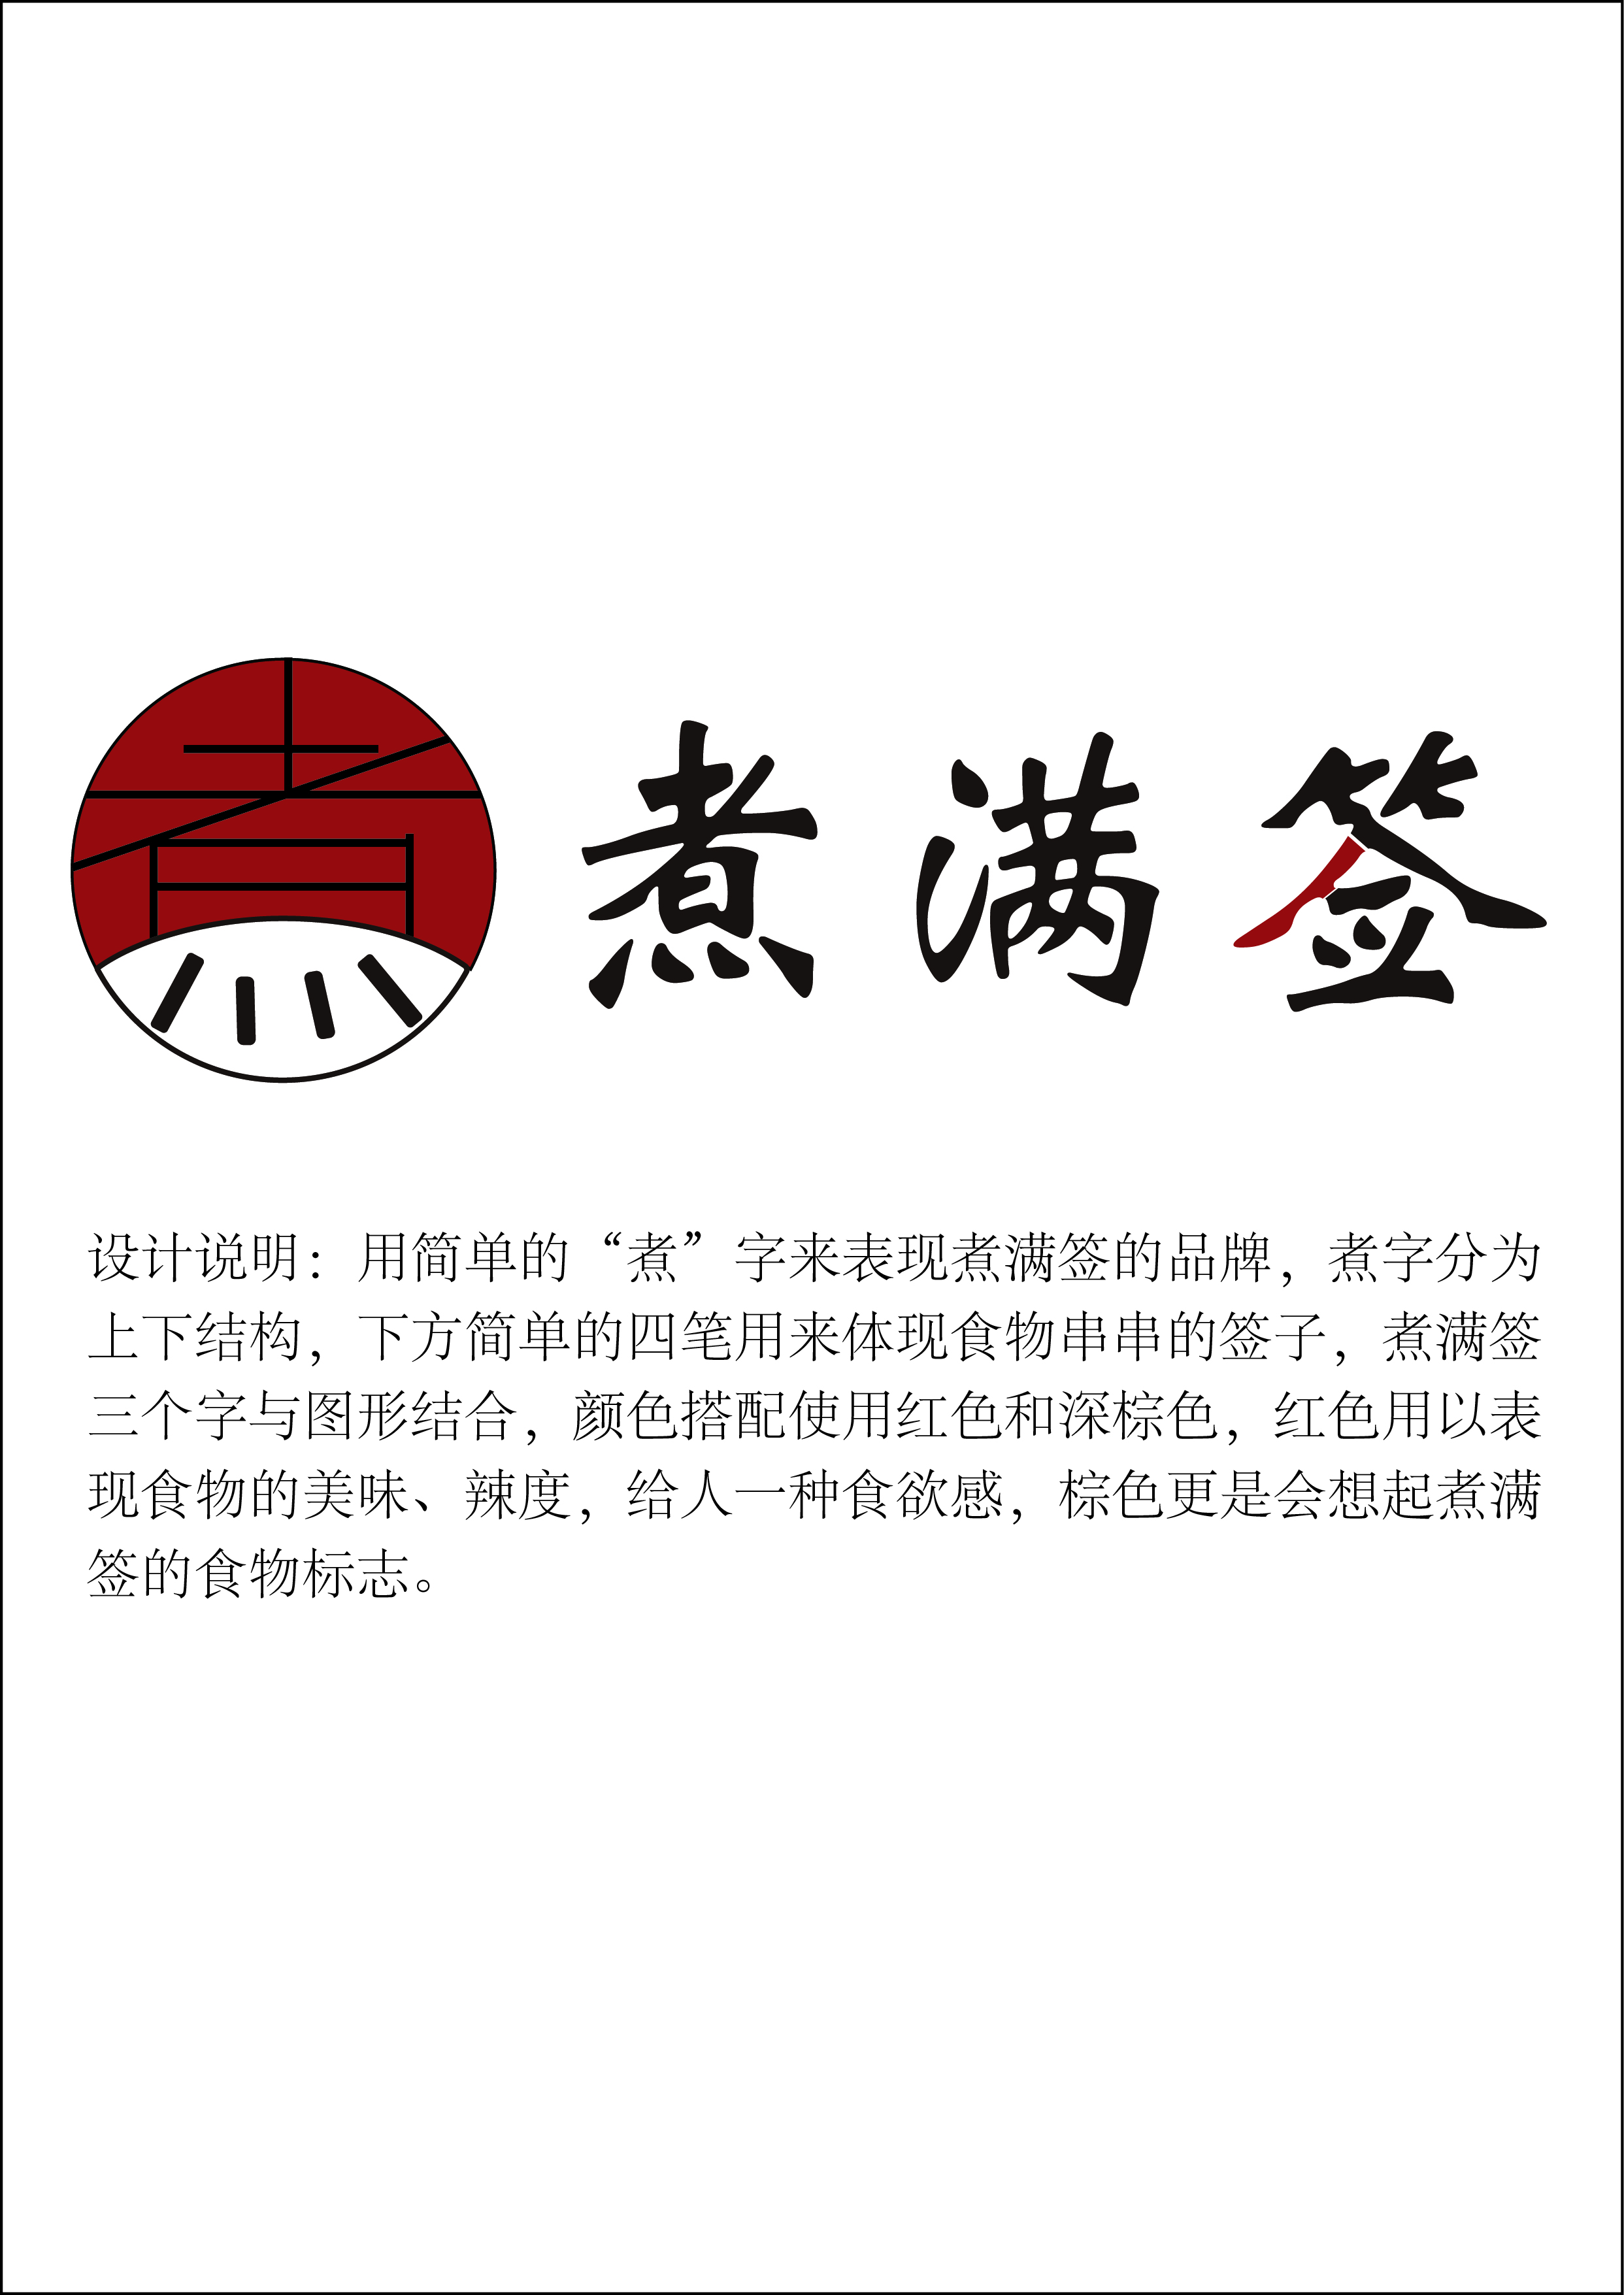 煮
煮满签
设计说明：用简单的“煮”字来表现煮满签的品牌，煮字分为
上下结构，下方简单的四笔用来体现食物串串的签子，煮满签
三个字与图形结合，颜色搭配使用红色和深棕色，红色用以表
现食物的美味、辣度，给人一种食欲感，棕色更是会想起煮满
签的食物标志。